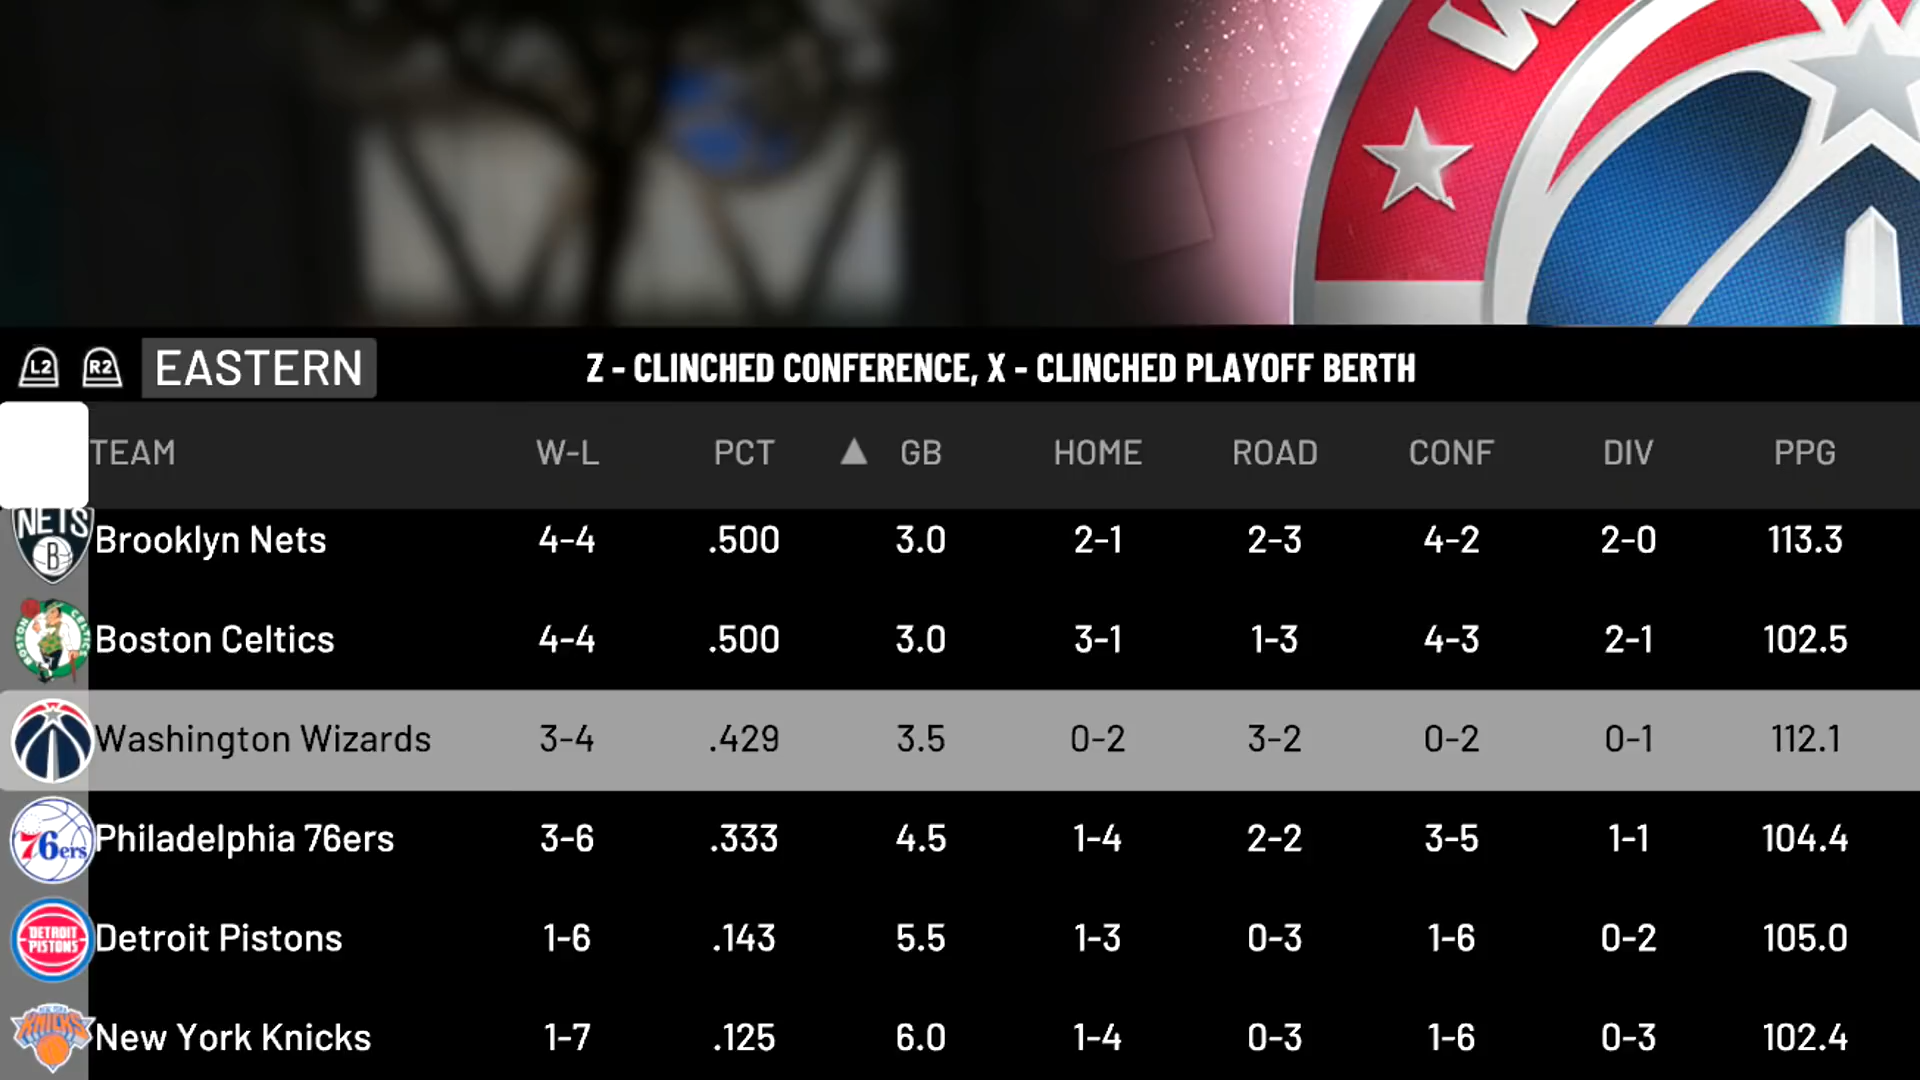 W
L2 R2 EASTERN Z - CLINCHED CONFERENCE, X - CLINCHED PLAYOFF BERTH
TEAM W-L PCT ▲ GB HOME ROAD CONF DIV PPG
NETS B Brooklyn Nets 4-4 .500 3.0 2-1 2-3 4-2 2-0 113.3
BOSTON CELTICS Boston Celtics 4-4 .500 3.0 3-1 1-3 4-3 2-1 102.5
Washington Wizards 3-4 .429 3.5 0-2 3-2 0-2 0-1 112.1
76ers Philadelphia 76ers 3-6 .333 4.5 1-4 2-2 3-5 1-1 104.4
DETROIT PISTONS Detroit Pistons 1-6 .143 5.5 1-3 0-3 1-6 0-2 105.0
KNICKS New York Knicks 1-7 .125 6.0 1-4 0-3 1-6 0-3 102.4